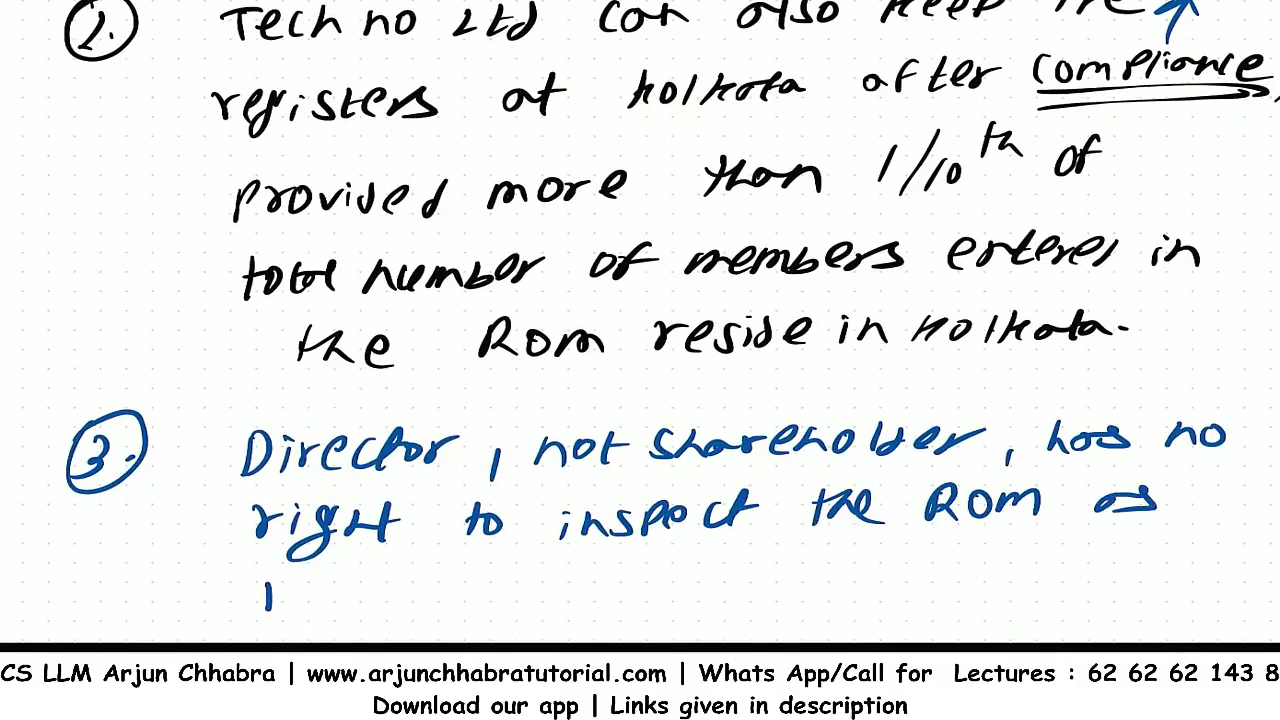 2. Techno Ltd can also keep the
registers at Kolkata after compliance,
provided more than 1/10th of
total number of members enteres in
the ROM reside in Kolkata.
3. Director, not shareholder, has no
right to inspect the ROM as
CS LLM Arjun Chhabra | www.arjunchhabratutorial.com | Whats App/Call for Lectures : 62 62 62 143 8
Download our app | Links given in description